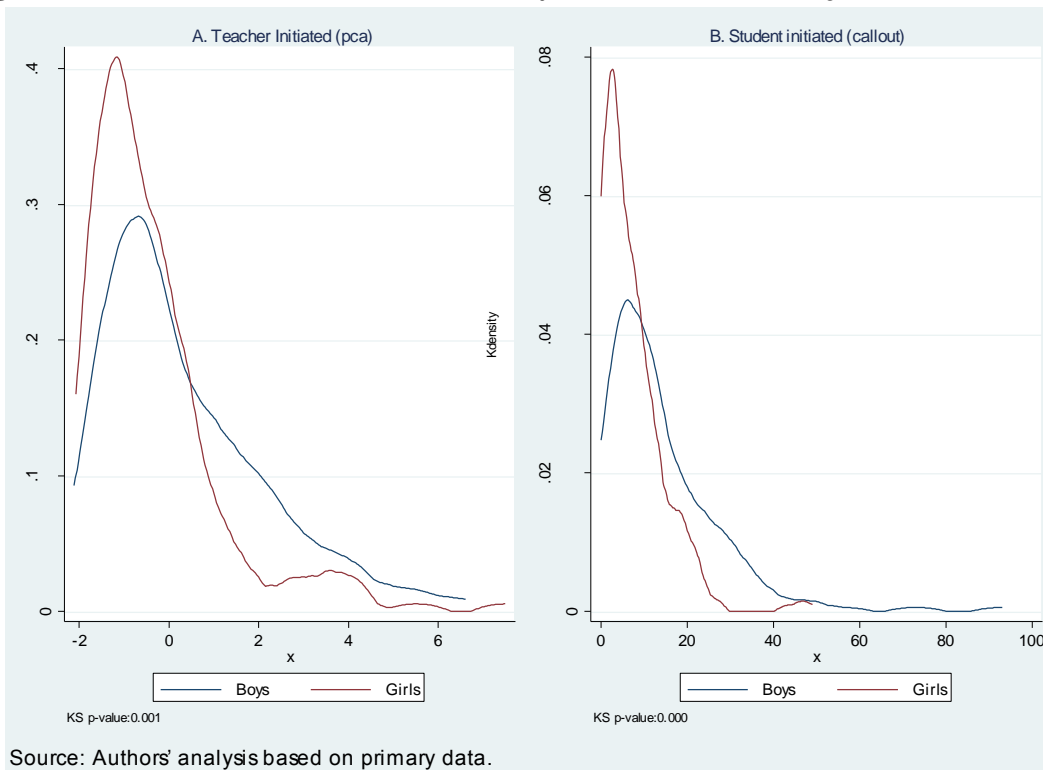 A. Teacher Initiated (pca)
.4
.3
.2
.1
0
-2 0 2 4 6
x
Boys Girls
KS p-value:0.001
B. Student initiated (callout)
Kdensity
.08
.06
.04
.02
0
0 20 40 60 80 100
x
Boys Girls
KS p-value:0.000
Source: Authors' analysis based on primary data.